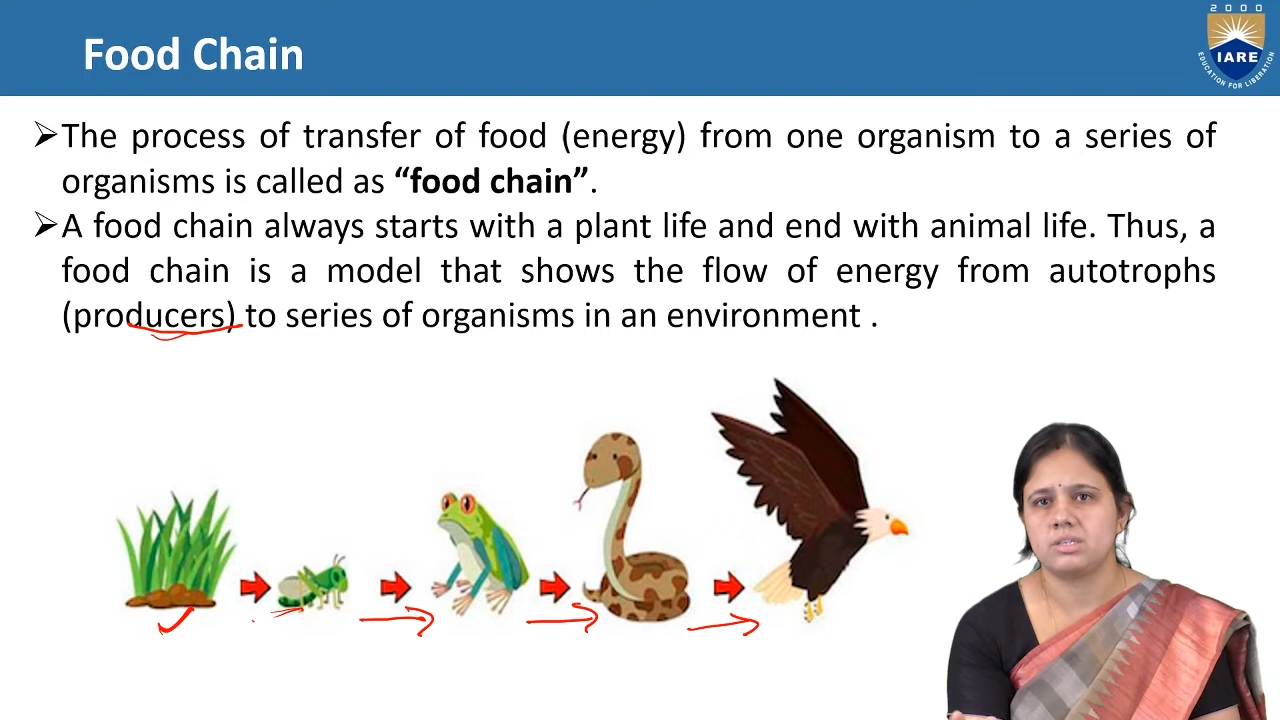 2000
Food Chain
IARE
EDUCATION FOR LIBERATION
➢The process of transfer of food (energy) from one organism to a series of
organisms is called as “food chain”.
➢A food chain always starts with a plant life and end with animal life. Thus, a
food chain is a model that shows the flow of energy from autotrophs
(producers) to series of organisms in an environment .